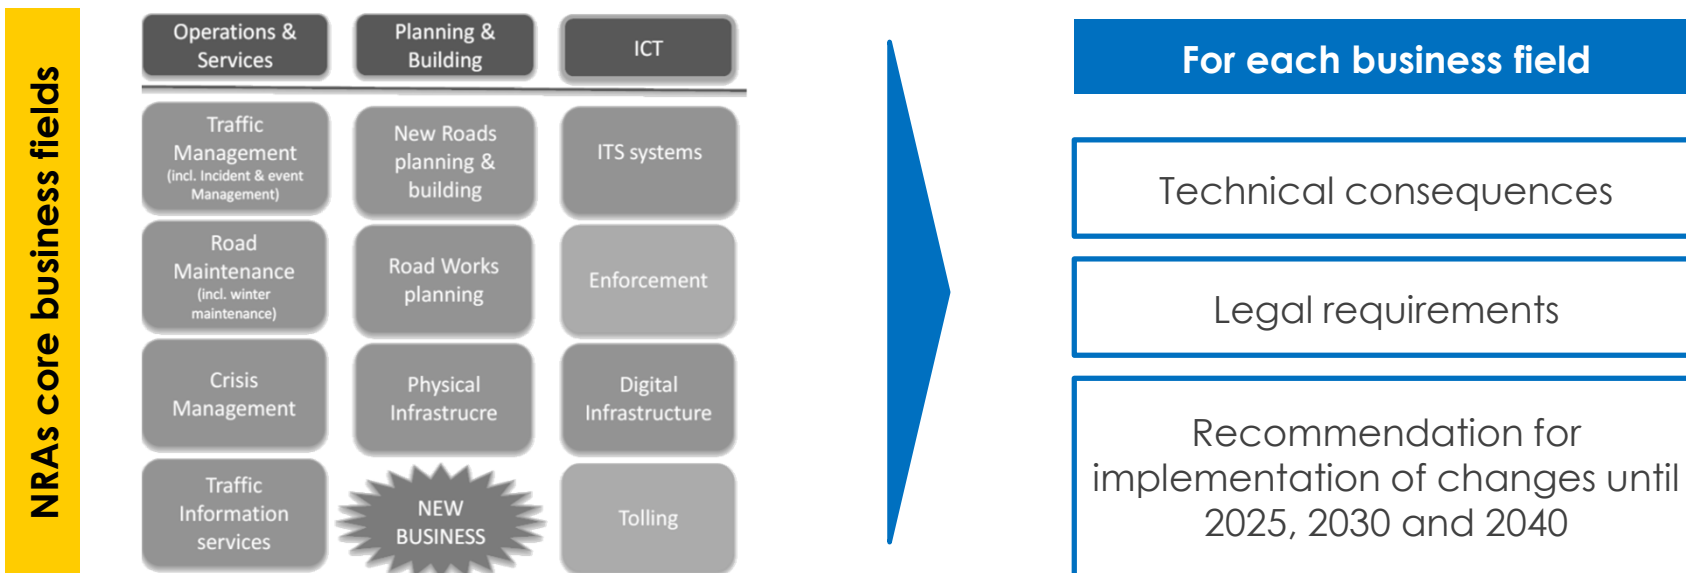 NRAs core business fields
Operations &
Services
Traffic
Management
(incl. Incident & event
Management)
Road
Maintenance
(incl. winter
maintenance)
Crisis
Management
Traffic
Information
services
Planning &
Building
New Roads
planning &
building
Road Works
planning
Physical
Infrastrucre
NEW
BUSINESS
ICT
ITS systems
Enforcement
Digital
Infrastructure
Tolling
For each business field
Technical consequences
Legal requirements
Recommendation for
implementation of changes until
2025, 2030 and 2040